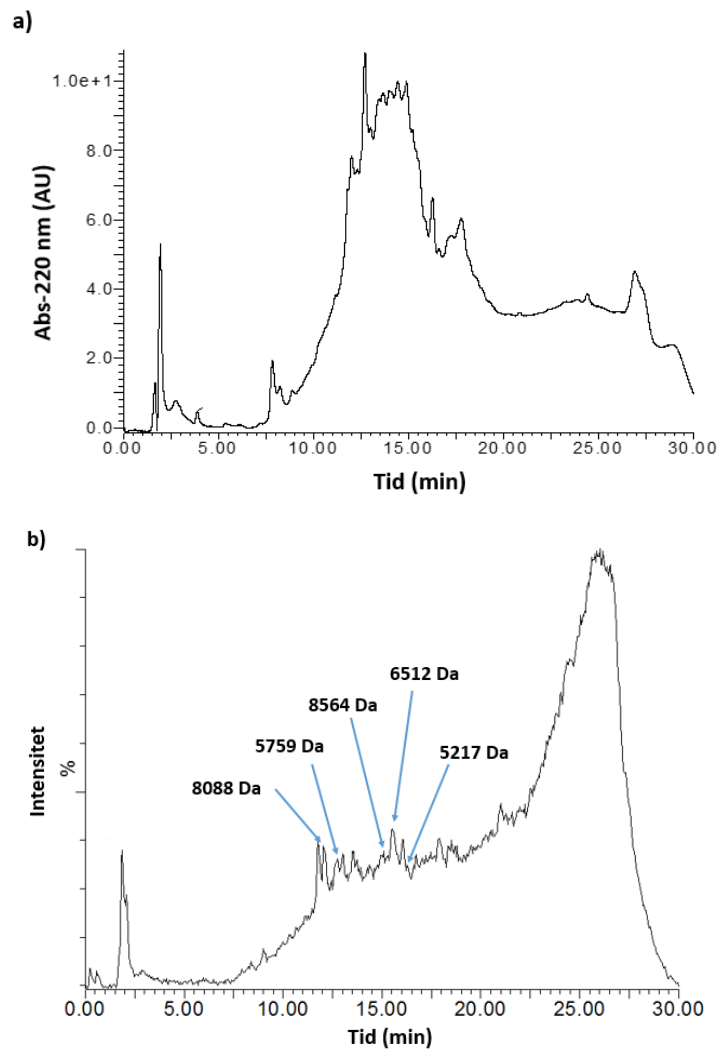 a)
Abs-220 nm (AU)
1.0e+1
8.0
6.0
4.0
2.0
0.0
0.00 5.00 10.00 15.00 20.00 25.00 30.00
Tid (min)
b)
Intensitet
%
6512 Da
8564 Da
5759 Da
5217 Da
8088 Da
0.00 5.00 10.00 15.00 20.00 25.00 30.00
Tid (min)